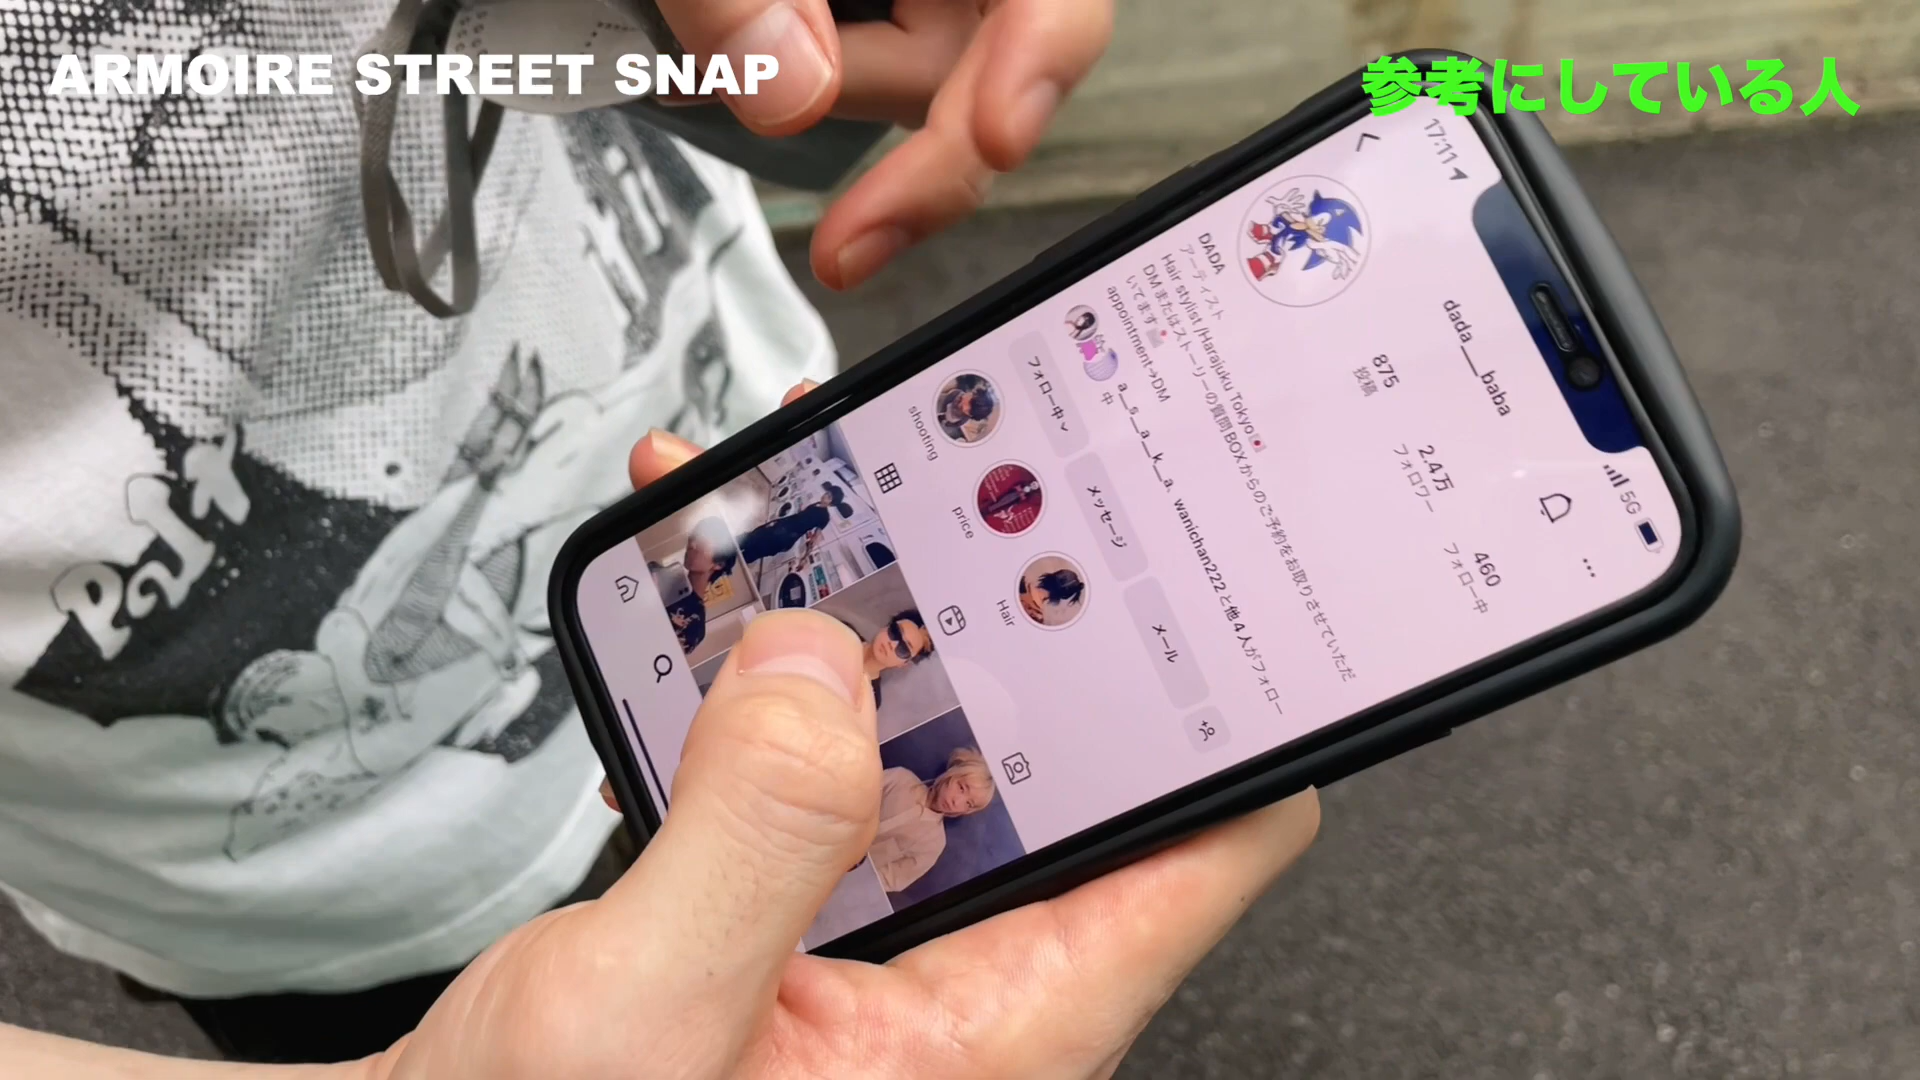 ARMOIRE STREET SNAP
参考にしている人
17:11
5G
dada___baba
875
投稿
2.4万
フォロワー
460
フォロー中
DADA
アーティスト
Hair stylist /Harajuku Tokyo🇯🇵
DM またはストーリーの質問BOXからのご予約をお取りさせていただ
いてます
appointment→DM
a__s__a__k__a, wanichan222と他4人がフォロー
中
フォロー中
メッセージ
メール
shooting
price
Hair
Pal